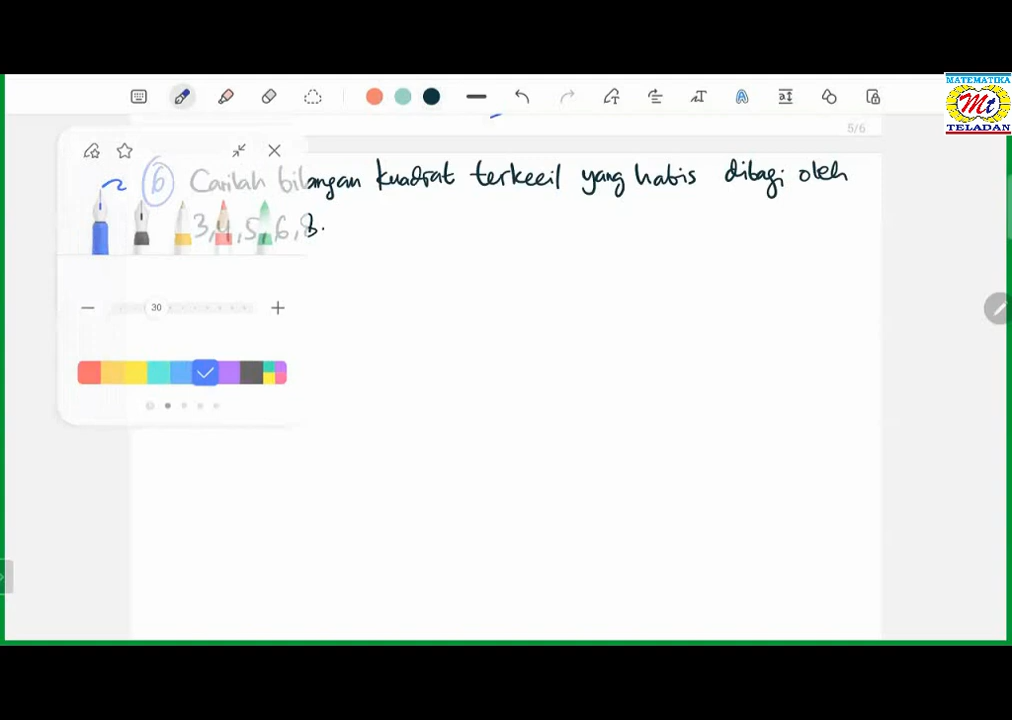 MATEMATIKA
Mt
TELADAN
5/6
6 Carilah bilangan kuadrat terkecil yang habis dibagi oleh
3,4,5,6,8.
30